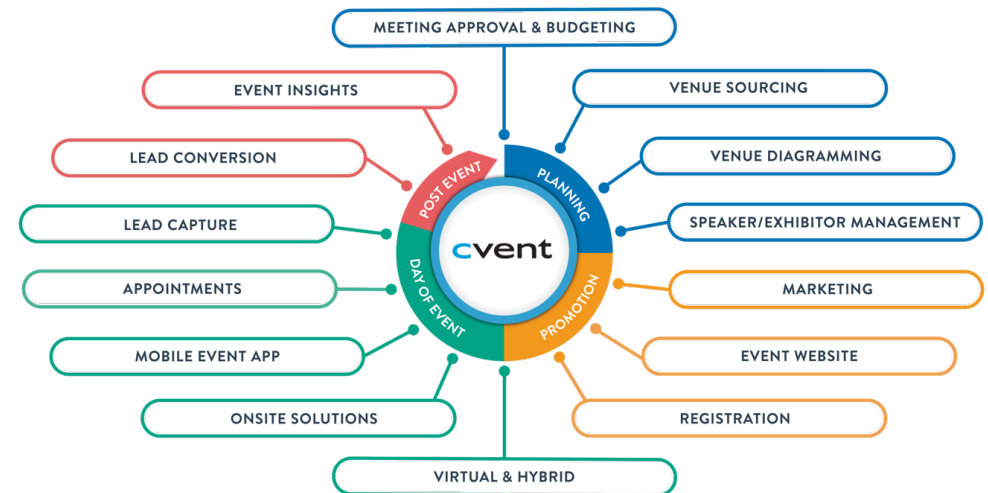 MEETING APPROVAL & BUDGETING
VENUE SOURCING
VENUE DIAGRAMMING
SPEAKER/EXHIBITOR MANAGEMENT
MARKETING
EVENT WEBSITE
REGISTRATION
VIRTUAL & HYBRID
ONSITE SOLUTIONS
MOBILE EVENT APP
APPOINTMENTS
LEAD CAPTURE
LEAD CONVERSION
EVENT INSIGHTS
PLANNING
PROMOTION
DAY OF EVENT
POST EVENT
cvent